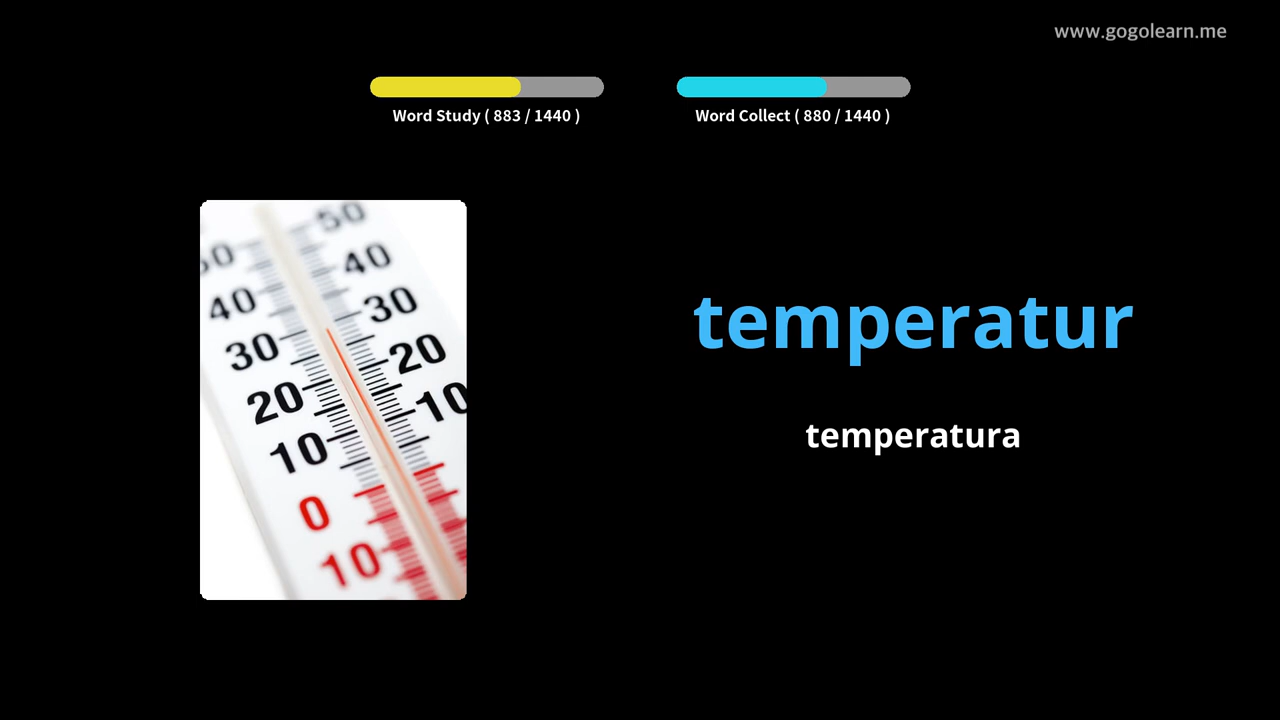 www.gogolearn.me
Word Study ( 883 / 1440 )
Word Collect ( 880 / 1440 )
50
40
40
30
30
20
20
10
10
0
10
temperatur
temperatura